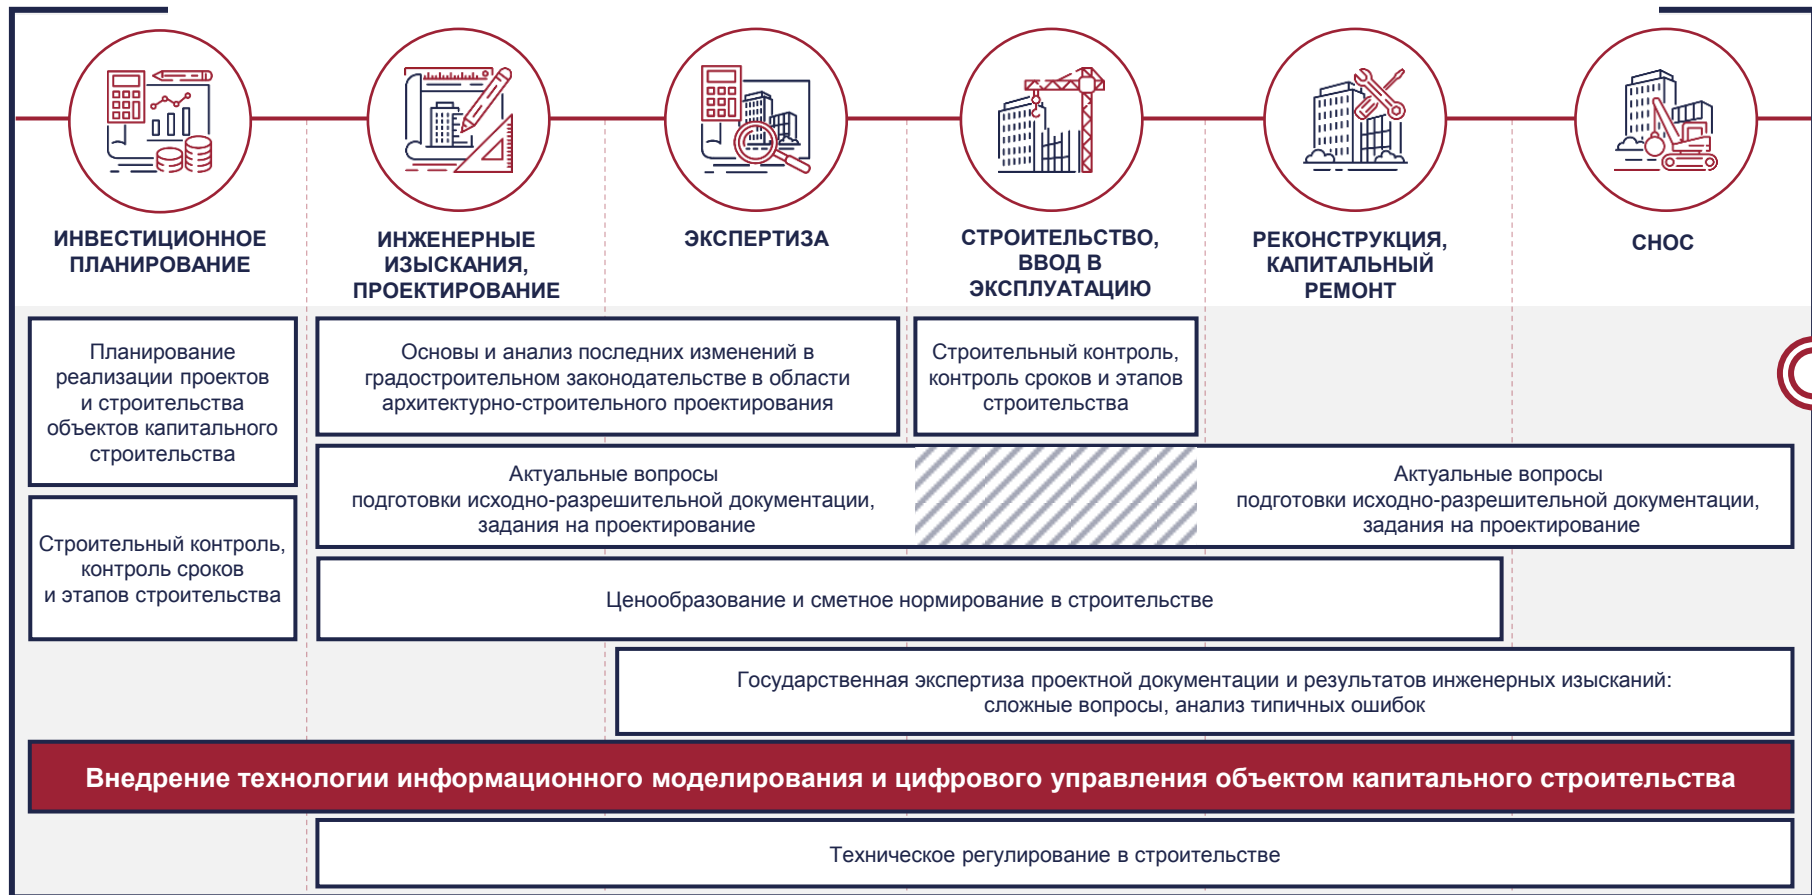 ИНВЕСТИЦИОННОЕ
ПЛАНИРОВАНИЕ
ИНЖЕНЕРНЫЕ
ИЗЫСКАНИЯ,
ПРОЕКТИРОВАНИЕ
ЭКСПЕРТИЗА
СТРОИТЕЛЬСТВО,
ВВОД В
ЭКСПЛУАТАЦИЮ
РЕКОНСТРУКЦИЯ,
КАПИТАЛЬНЫЙ
РЕМОНТ
СНОС
Планирование
реализации проектов
и строительства
объектов капитального
строительства
Основы и анализ последних изменений в
градостроительном законодательстве в области
архитектурно-строительного проектирования
Строительный контроль,
контроль сроков и этапов
строительства
Актуальные вопросы
подготовки исходно-разрешительной документации,
задания на проектирование
Актуальные вопросы
подготовки исходно-разрешительной документации,
задания на проектирование
Строительный контроль,
контроль сроков
и этапов строительства
Ценообразование и сметное нормирование в строительстве
Государственная экспертиза проектной документации и результатов инженерных изысканий:
сложные вопросы, анализ типичных ошибок
Внедрение технологии информационного моделирования и цифрового управления объектом капитального строительства
Техническое регулирование в строительстве